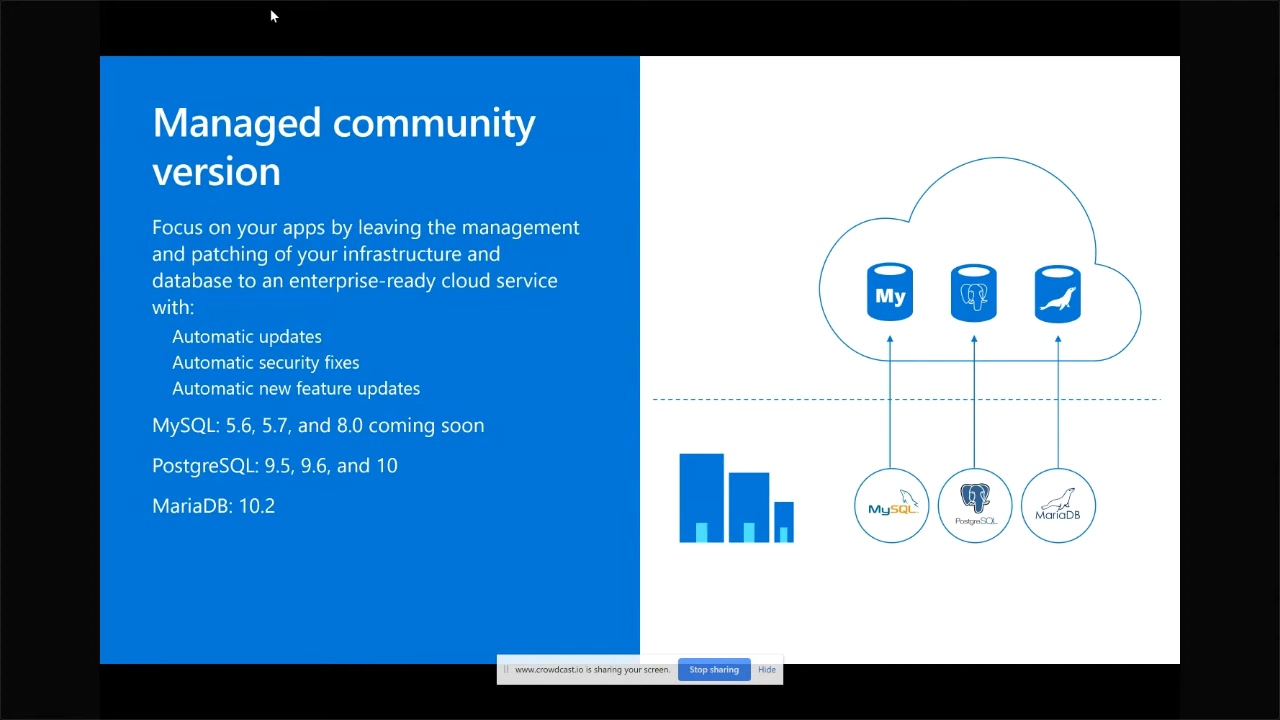 Managed community
version
Focus on your apps by leaving the management
and patching of your infrastructure and
database to an enterprise-ready cloud service
with:
Automatic updates
Automatic security fixes
Automatic new feature updates
MySQL: 5.6, 5.7, and 8.0 coming soon
PostgreSQL: 9.5, 9.6, and 10
MariaDB: 10.2
My
MySQL
PostgreSQL
MariaDB
www.crowdcast.io is sharing your screen.
Stop sharing
Hide